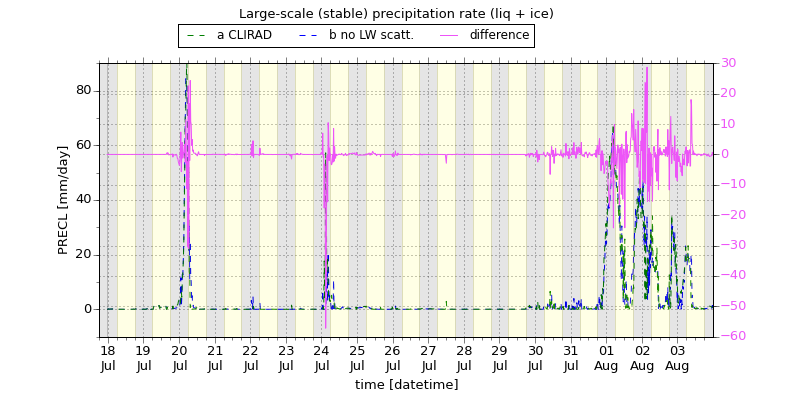 Large-scale (stable) precipitation rate (liq + ice)
a CLIRAD b no LW scatt. difference
PRECL [mm/day]
80
60
40
20
0
30
20
10
0
−10
−20
−30
−40
−50
−60
18 19 20 21 22 23 24 25 26 27 28 29 30 31 01 02 03
Jul Jul Jul Jul Jul Jul Jul Jul Jul Jul Jul Jul Jul Jul Aug Aug Aug
time [datetime]